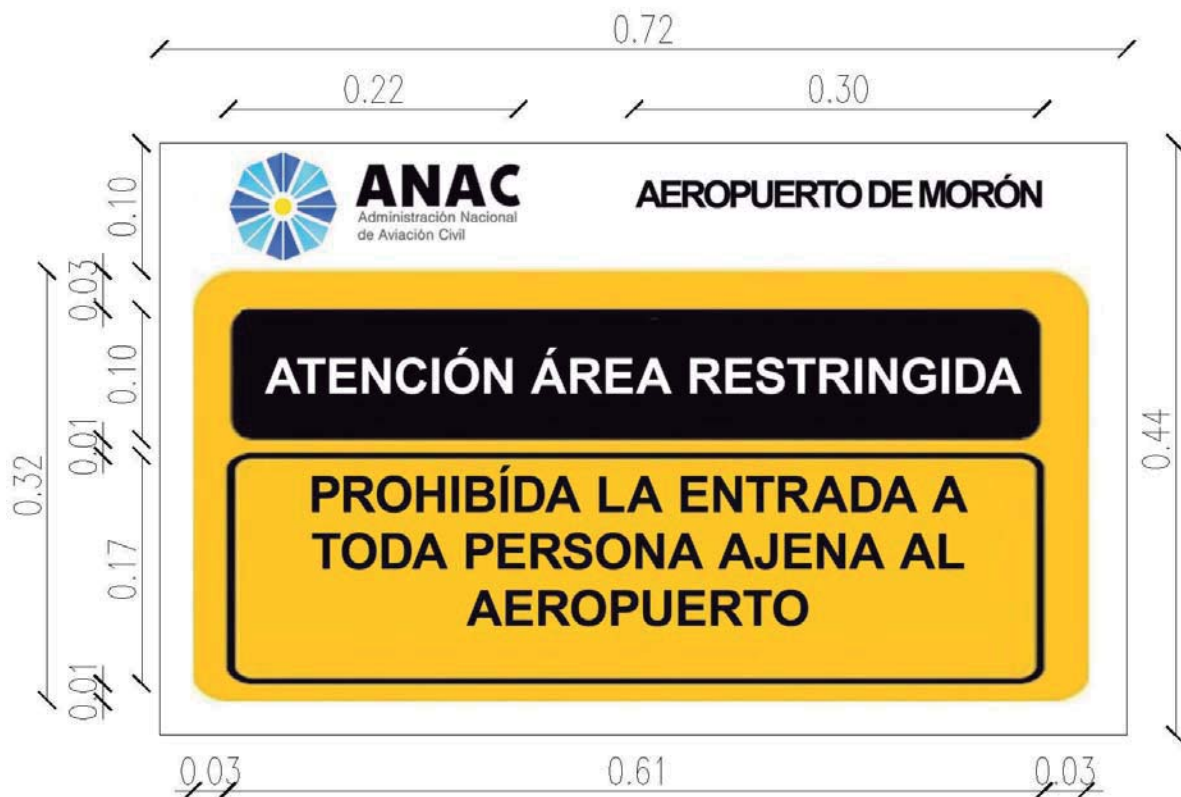 0.72
0.22
0.30
ANAC
Administración Nacional
de Aviación Civil
AEROPUERTO DE MORÓN
0.10
0.03
0.10
0.01
0.32
0.17
0.01
0.44
ATENCIÓN ÁREA RESTRINGIDA
PROHIBÍDA LA ENTRADA A
TODA PERSONA AJENA AL
AEROPUERTO
0.03
0.61
0.03